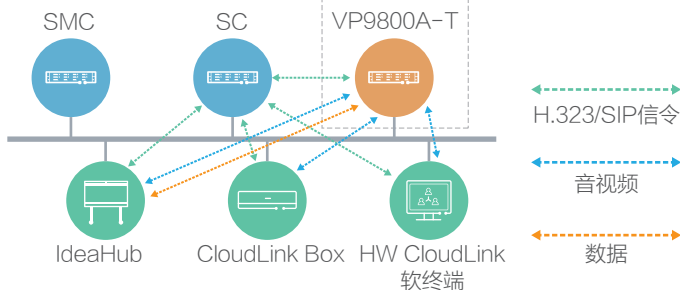 SMC
SC
VP9800A-T
H.323/SIP信令
音视频
IdeaHub
CloudLink Box
HW CloudLink
软终端
数据